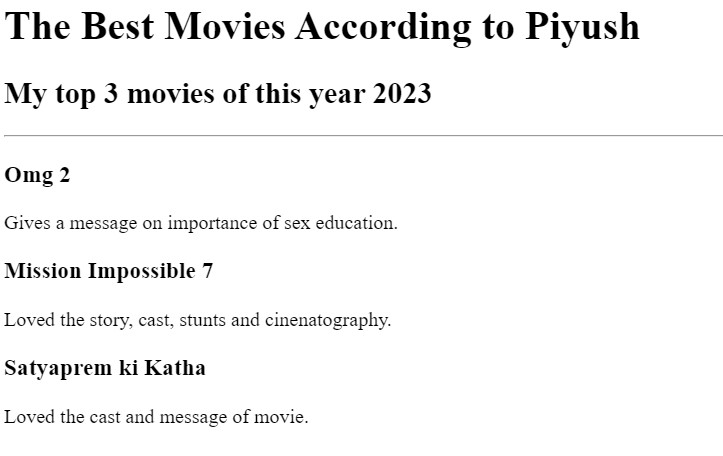 The Best Movies According to Piyush
My top 3 movies of this year 2023
Omg 2
Gives a message on importance of sex education.
Mission Impossible 7
Loved the story, cast, stunts and cinenatography.
Satyaprem ki Katha
Loved the cast and message of movie.